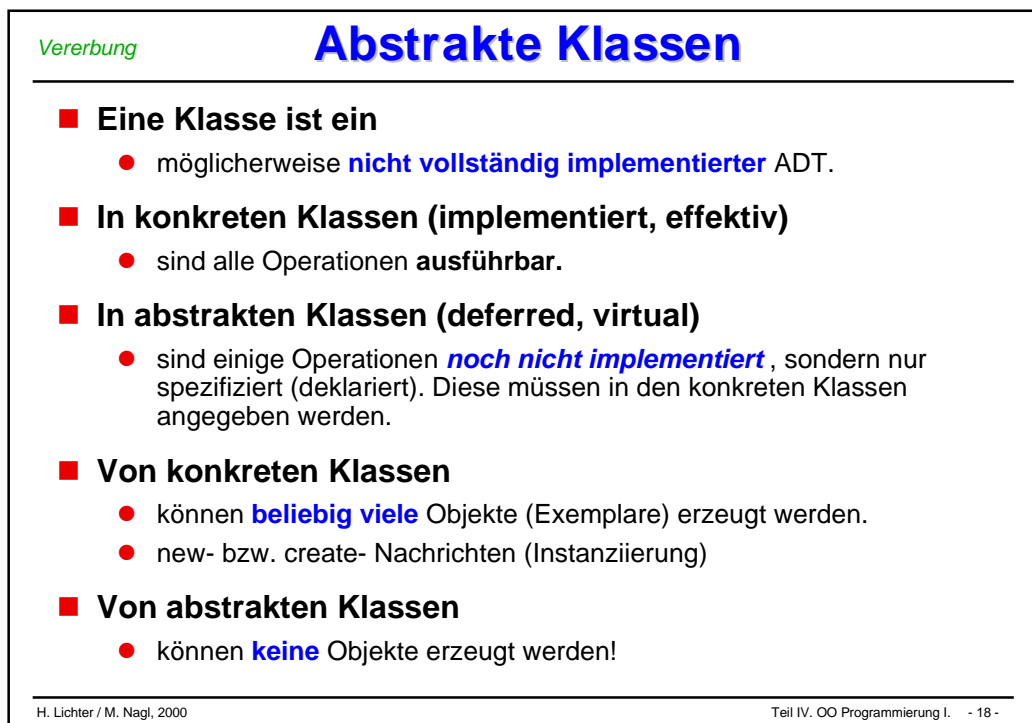 Vererbung
Abstrakte Klassen
Eine Klasse ist ein
möglicherweise nicht vollständig implementierter ADT.
In konkreten Klassen (implementiert, effektiv)
sind alle Operationen ausführbar.
In abstrakten Klassen (deferred, virtual)
sind einige Operationen noch nicht implementiert , sondern nur
spezifiziert (deklariert). Diese müssen in den konkreten Klassen
angegeben werden.
Von konkreten Klassen
können beliebig viele Objekte (Exemplare) erzeugt werden.
new- bzw. create- Nachrichten (Instanziierung)
Von abstrakten Klassen
können keine Objekte erzeugt werden!
H. Lichter / M. Nagl, 2000
Teil IV. OO Programmierung I. - 18 -